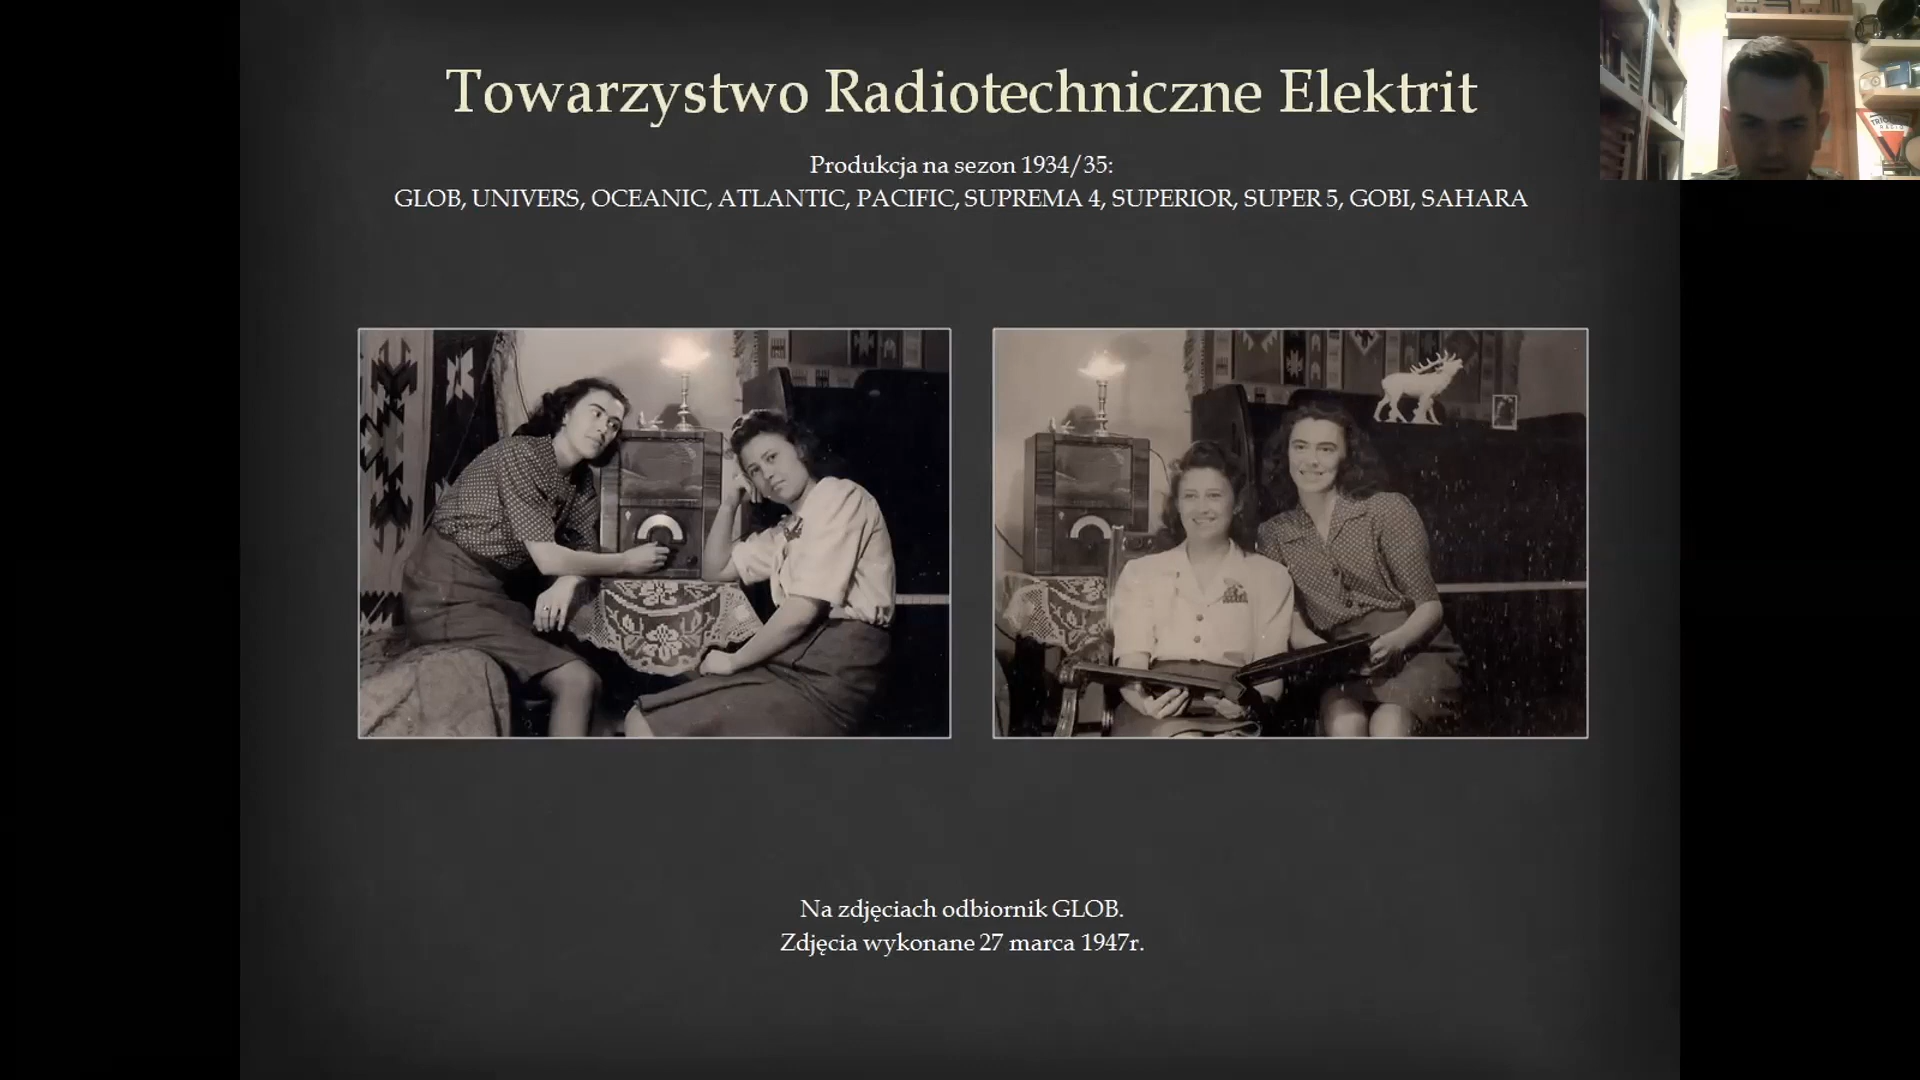 Towarzystwo Radiotechniczne Elektrit
Produkcja na sezon 1934/35:
GLOB, UNIVERS, OCEANIC, ATLANTIC, PACIFIC, SUPREMA 4, SUPERIOR, SUPER 5, GOBI, SAHARA
Na zdjęciach odbiornik GLOB.
Zdjęcia wykonane 27 marca 1947r.